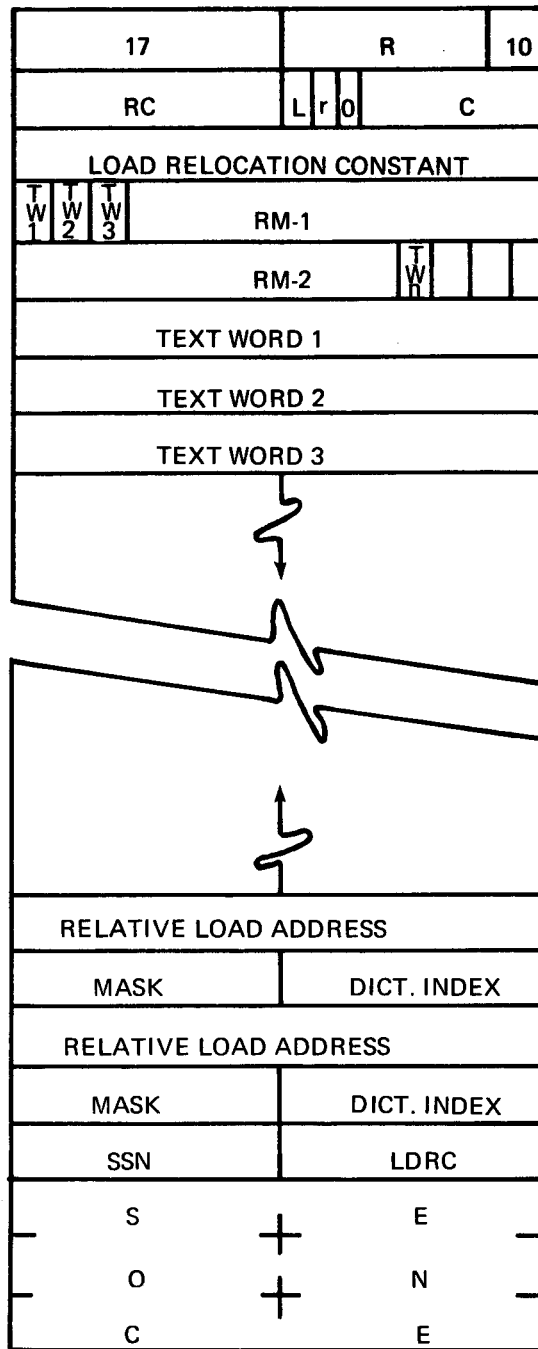 17 R 10
RC L r 0 C
LOAD RELOCATION CONSTANT
TW1 TW2 TW3 RM-1
RM-2 TWn
TEXT WORD 1
TEXT WORD 2
TEXT WORD 3
RELATIVE LOAD ADDRESS
MASK DICT. INDEX
RELATIVE LOAD ADDRESS
MASK DICT. INDEX
SSN LDRC
S E
O N
C E